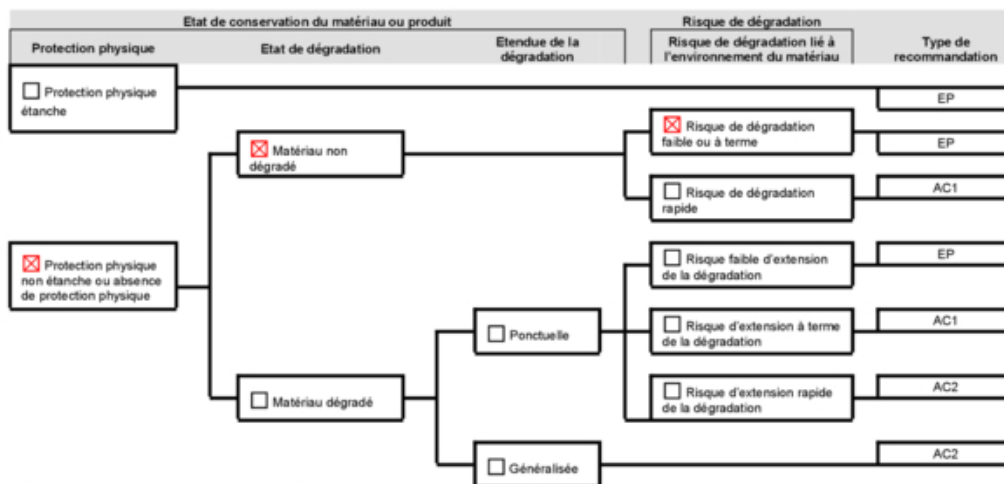 Etat de conservation du matériau ou produit
Risque de dégradation
Protection physique
Etat de dégradation
Etendue de la
dégradation
Risque de dégradation lié à
l'environnement du matériau
Type de
recommandation
Protection physique
étanche
EP
Matériau non
dégradé
Risque de dégradation
faible ou à terme
EP
Risque de dégradation
rapide
AC1
Protection physique
non étanche ou absence
de protection physique
Risque faible d'extension
de la dégradation
EP
Ponctuelle
Risque d'extension à terme
de la dégradation
AC1
Matériau dégradé
Risque d'extension rapide
de la dégradation
AC2
Généralisée
AC2